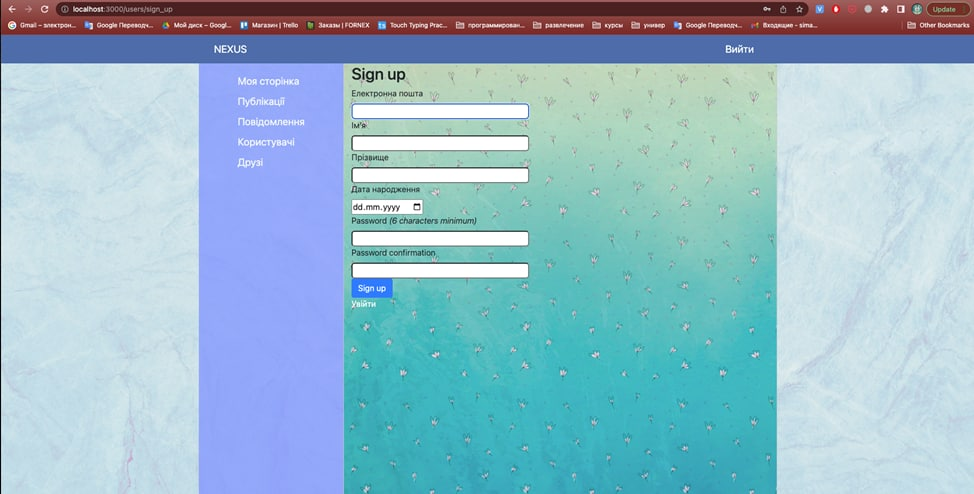 localhost:3000/users/sign_up
Update
Gmail – электрон... Google Переводч... Мой диск – Googl... Магазин | Trello Заказы | FORNEX Touch Typing Prac... программирован... развлечение курсы универ Google Переводч... Входящие - sima... Other Bookmarks
NEXUS Вийти
Моя сторінка
Публікації
Повідомлення
Користувачі
Друзі
Sign up
Електронна пошта
Ім'я
Прізвище
Дата народження
dd.mm.yyyy
Password (6 characters minimum)
Password confirmation
Sign up
Увійти